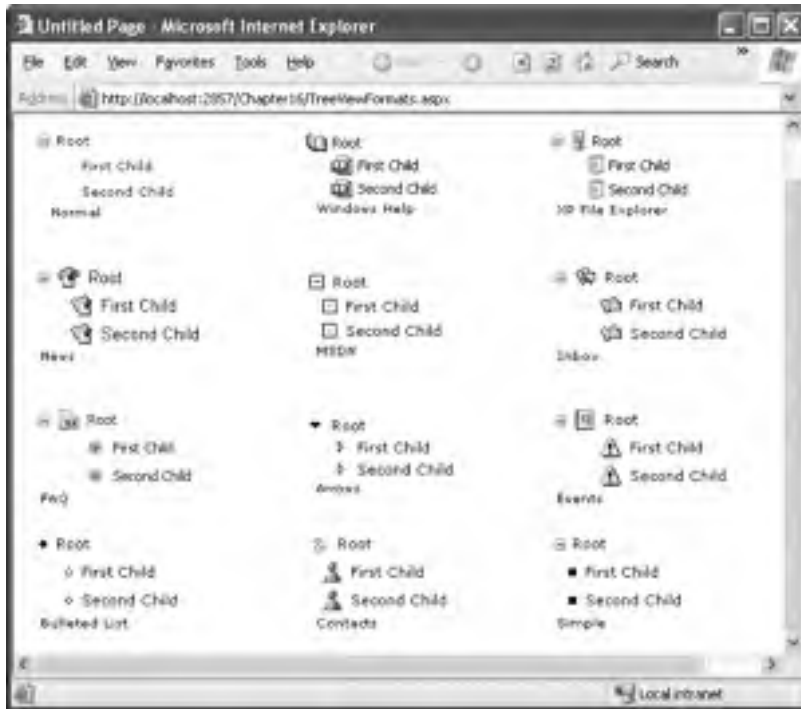 Untitled Page - Microsoft Internet Explorer
File Edit View Favorites Tools Help Search
Address http://localhost:2857/Chapter16/TreeViewFormats.aspx
Root
First Child
Second Child
Normal
Root
First Child
Second Child
Windows Help
Root
First Child
Second Child
XP File Explorer
Root
First Child
Second Child
News
Root
First Child
Second Child
MSDN
Root
First Child
Second Child
Inbox
Root
First Child
Second Child
FAQ
Root
First Child
Second Child
Arrows
Root
First Child
Second Child
Events
Root
First Child
Second Child
Bulleted List
Root
First Child
Second Child
Contacts
Root
First Child
Second Child
Simple
Local intranet